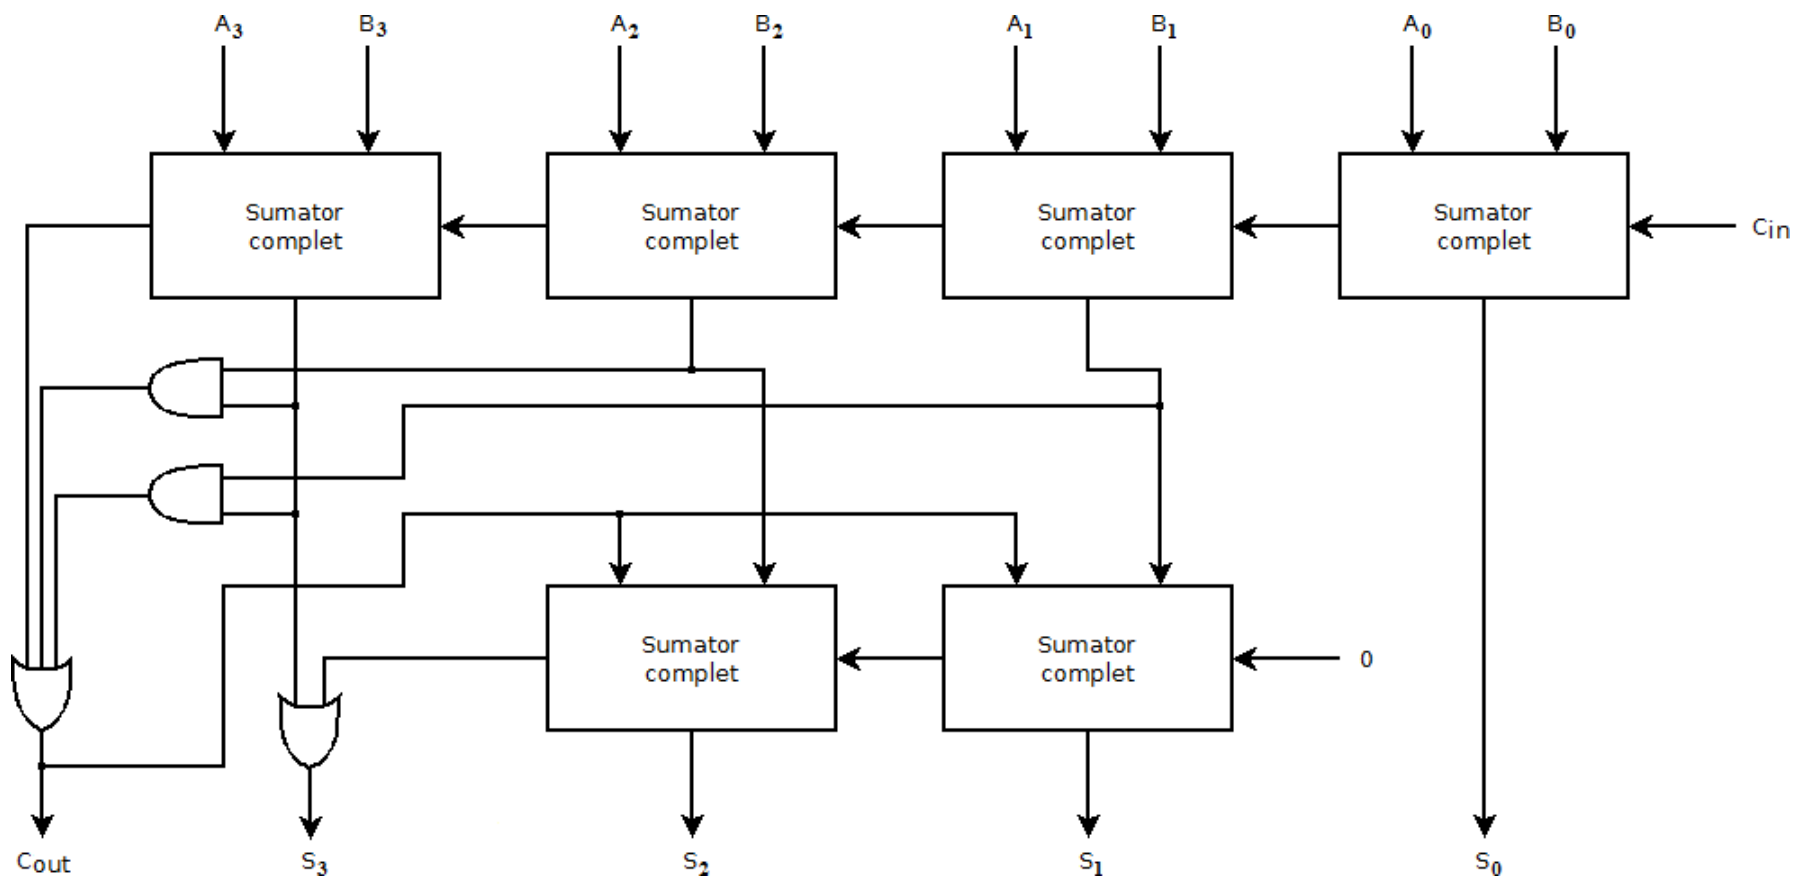 A3 B3 A2 B2 A1 B1 A0 B0
Sumator
complet
Sumator
complet
Sumator
complet
Sumator
complet
Cin
Sumator
complet
Sumator
complet
0
Cout S3 S2 S1 S0